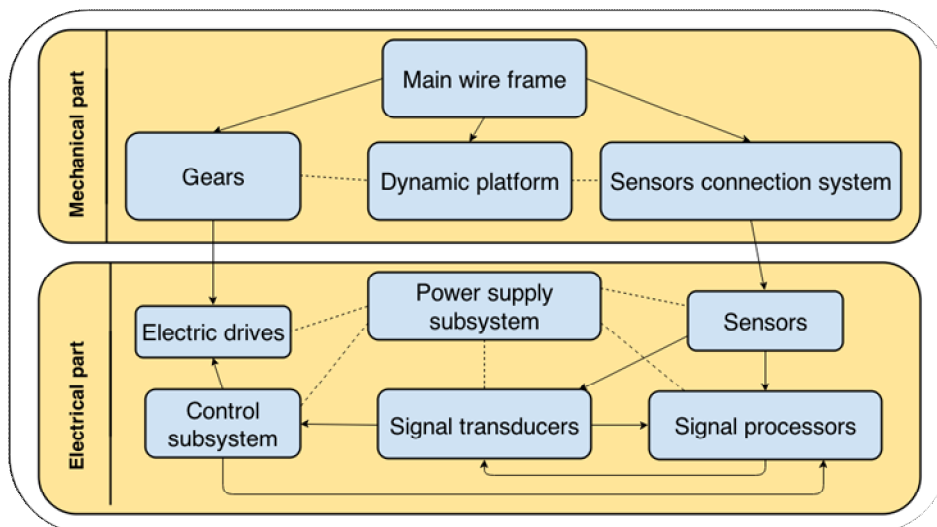 Mechanical part
Main wire frame
Gears
Dynamic platform
Sensors connection system
Electrical part
Power supply
subsystem
Electric drives
Sensors
Control
subsystem
Signal transducers
Signal processors